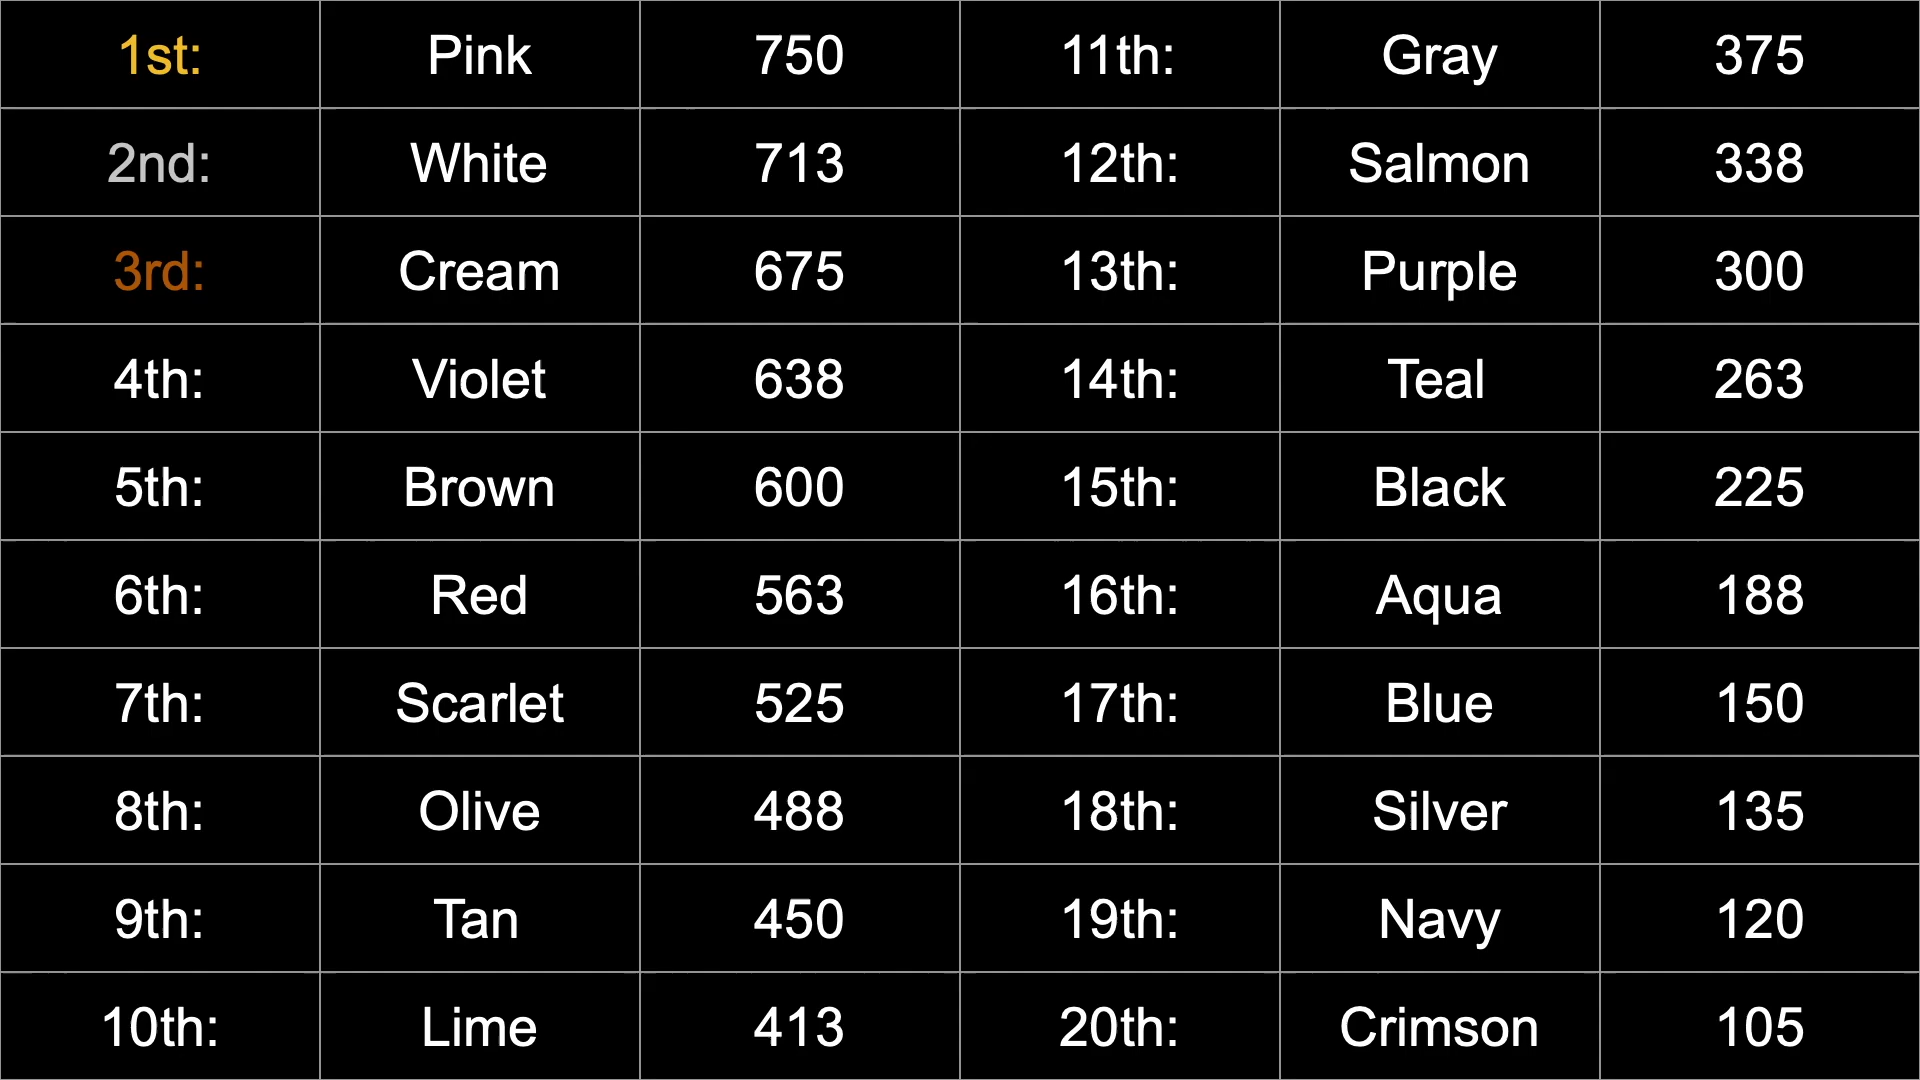 1st: Pink 750 11th: Gray 375
2nd: White 713 12th: Salmon 338
3rd: Cream 675 13th: Purple 300
4th: Violet 638 14th: Teal 263
5th: Brown 600 15th: Black 225
6th: Red 563 16th: Aqua 188
7th: Scarlet 525 17th: Blue 150
8th: Olive 488 18th: Silver 135
9th: Tan 450 19th: Navy 120
10th: Lime 413 20th: Crimson 105